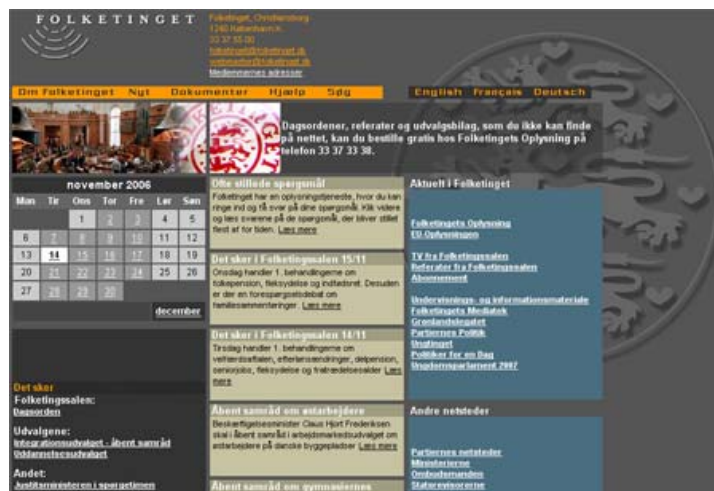 FOLKETINGET
Folketinget, Christiansborg
1240 København K.
33 37 55 00
folketinget@folketinget.dk
webmaster@folketinget.dk
Medlemmernes adresser
Om Folketinget Nyt Dokumenter Hjælp Søg
English Français Deutsch
Dagsordener, referater og udvalgsbilag, som du ikke kan finde
på nettet, kan du bestille gratis hos Folketingets Oplysning på
telefon 33 37 33 38.
november 2006
Man Tir Ons Tor Fre Lør Søn
1 2 3 4 5
6 7 8 9 10 11 12
13 14 15 16 17 18 19
20 21 22 23 24 25 26
27 28 29 30
december
Det sker
Folketingssalen:
Dagsorden
Udvalgene:
Integrationsudvalget - åbent samråd
Uddannelsesudvalget
Andet:
Justitsministeren i spørgetimen
Ofte stillede spørgsmål
Folketinget har en oplysningstjeneste, hvor du kan
ringe ind og få svar på dine spørgsmål. Klik videre
og læs svarene på de spørgsmål, der bliver stillet
flest af for tiden. Læs mere
Det sker i Folketingssalen 15/11
Onsdag handler 1. behandlingerne om
folkepension, fleksydelse og indfødsret. Desuden
er der en forespørgselsdebat om
familiesammenføringer. Læs mere
Det sker i Folketingssalen 14/11
Tirsdag handler 1. behandlingerne om
velfærdsaftalen, efterlønsændringer, delpension,
seniorjobs, fleksydelse og fratrædelsesalder Læs
mere
Åbent samråd om østarbejdere
Beskæftigelsesminister Claus Hjort Frederiksen
skal i åbent samråd i arbejdsmarkedsudvalget om
østarbejdere på danske byggepladser Læs mere
Åbent samråd om gymnasiernes
Aktuelt i Folketinget
Folketingets Oplysning
EU-Oplysningen
TV fra Folketingssalen
Referater fra Folketingssalen
Abonnement
Undervisnings- og informationsmateriale
Folketingets Mediatek
Grønlandslegatet
Partiernes Politik
Ungtinget
Politiker for en Dag
Ungdomsparlament 2007
Andre netsteder
Partiernes netsteder
Ministerierne
Ombudsmanden
Statsrevisorerne